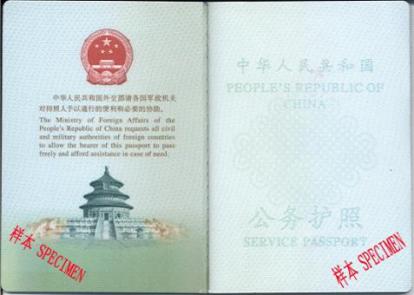 中华人民共和国外交部请各国军政机关
对持照人予以通行的便利和必要的协助。
The Ministry of Foreign Affairs of the
People's Republic of China requests all civil
and military authorities of foreign countries
to allow the bearer of this passport to pass
freely and afford assistance in case of need.
样本 SPECIMEN
中华人民共和国
PEOPLE'S REPUBLIC OF
CHINA
公务护照
SERVICE PASSPORT
样本 SPECIMEN